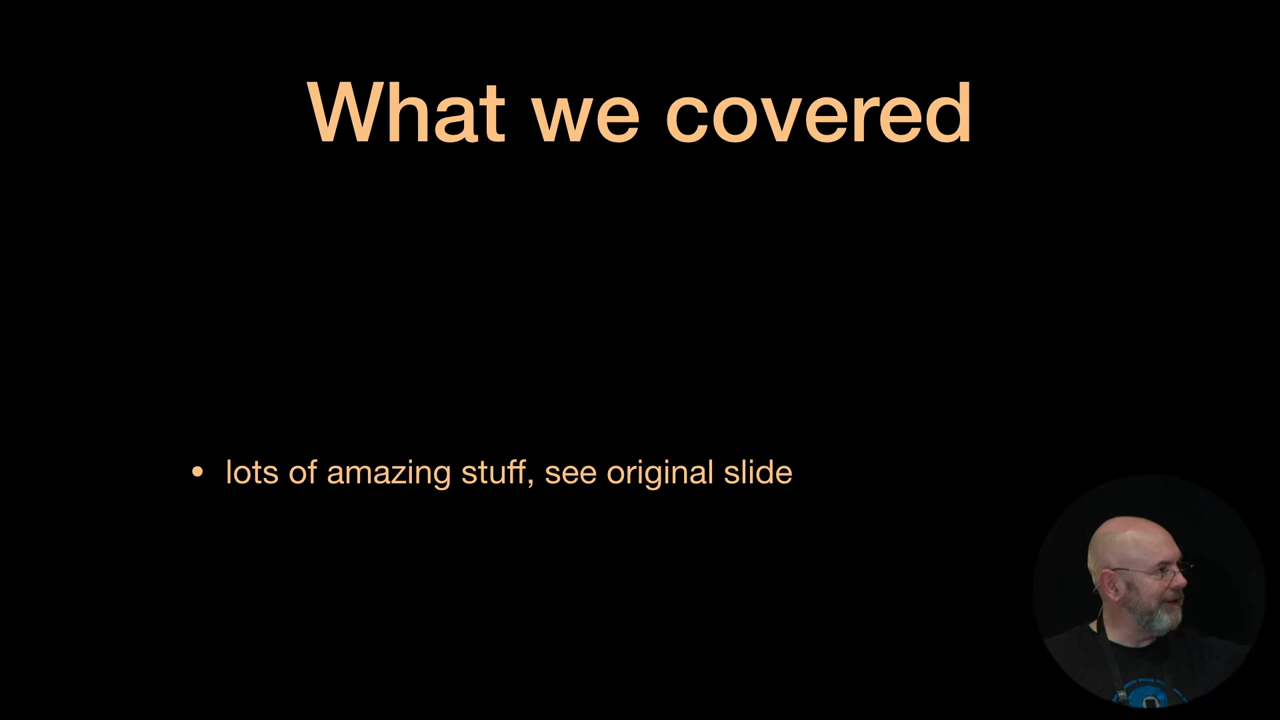 What we covered
• lots of amazing stuff, see original slide